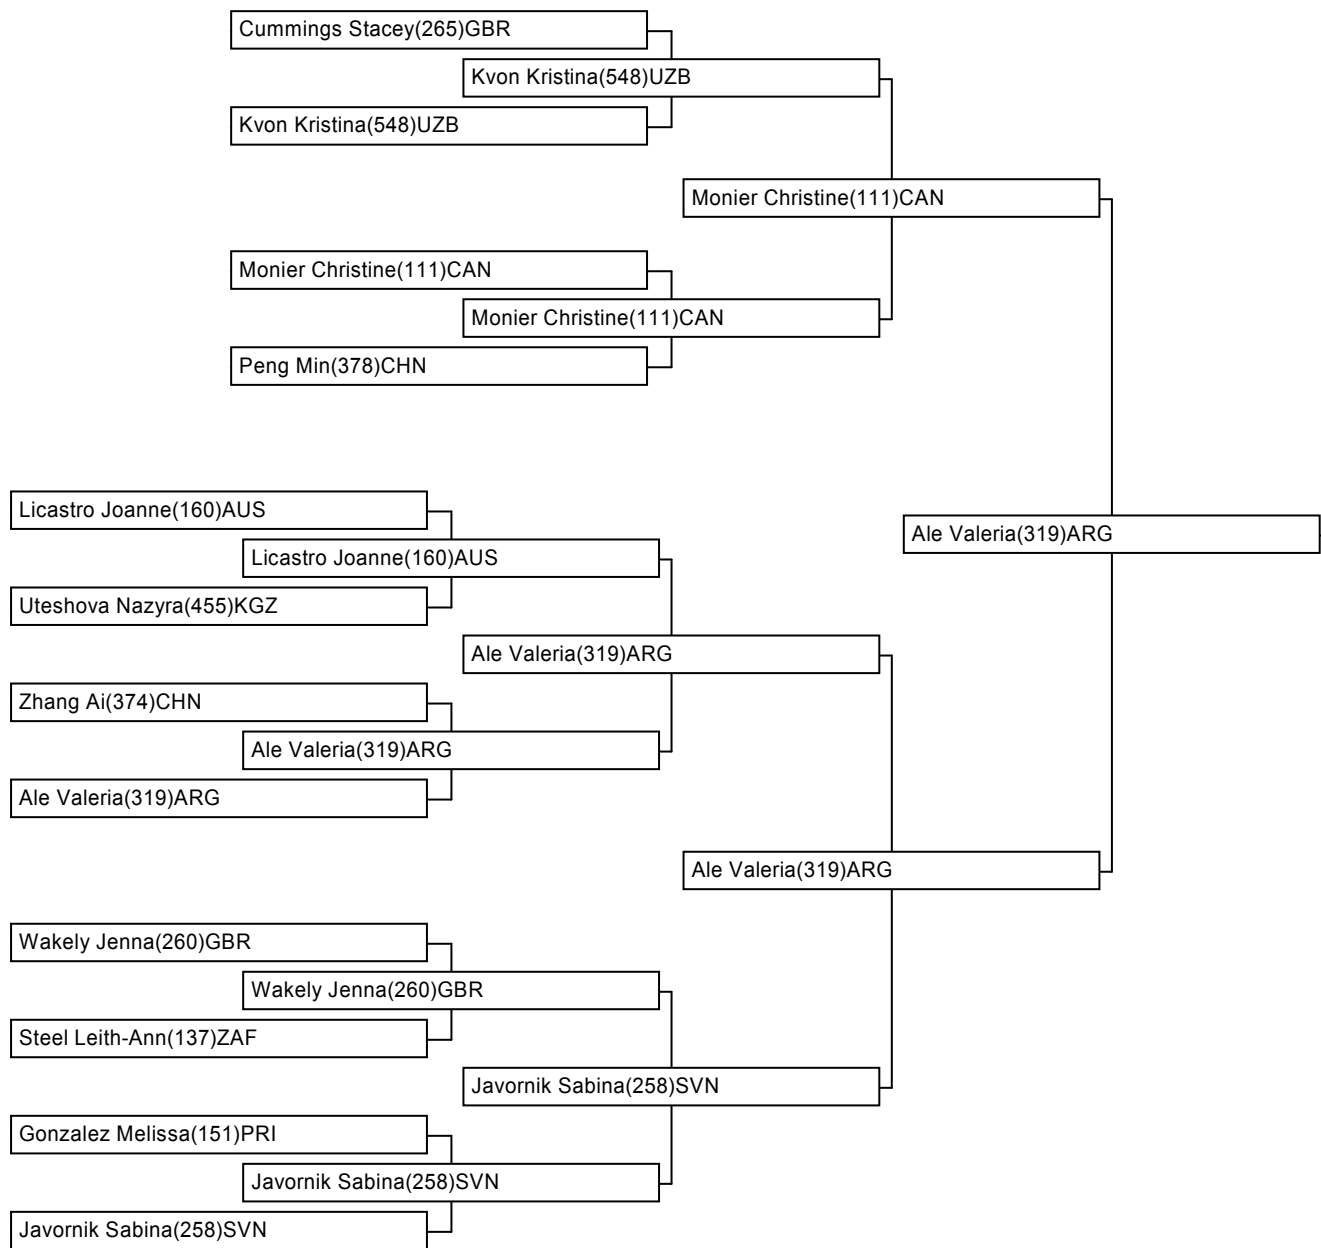 Cummings Stacey(265)GBR
Kvon Kristina(548)UZB
Kvon Kristina(548)UZB
Monier Christine(111)CAN
Monier Christine(111)CAN
Monier Christine(111)CAN
Peng Min(378)CHN
Licastro Joanne(160)AUS
Ale Valeria(319)ARG
Licastro Joanne(160)AUS
Uteshova Nazyra(455)KGZ
Ale Valeria(319)ARG
Zhang Ai(374)CHN
Ale Valeria(319)ARG
Ale Valeria(319)ARG
Ale Valeria(319)ARG
Wakely Jenna(260)GBR
Wakely Jenna(260)GBR
Steel Leith-Ann(137)ZAF
Javornik Sabina(258)SVN
Gonzalez Melissa(151)PRI
Javornik Sabina(258)SVN
Javornik Sabina(258)SVN